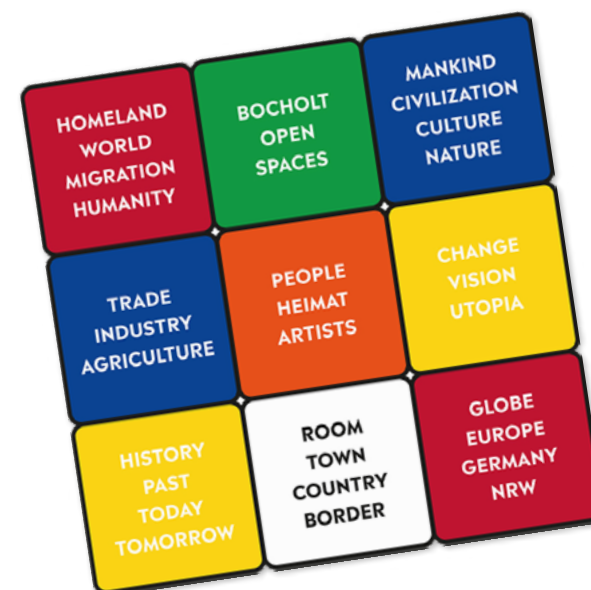 HOMELAND
WORLD
MIGRATION
HUMANITY
BOCHOLT
OPEN
SPACES
MANKIND
CIVILIZATION
CULTURE
NATURE
TRADE
INDUSTRY
AGRICULTURE
PEOPLE
HEIMAT
ARTISTS
CHANGE
VISION
UTOPIA
HISTORY
PAST
TODAY
TOMORROW
ROOM
TOWN
COUNTRY
BORDER
GLOBE
EUROPE
GERMANY
NRW